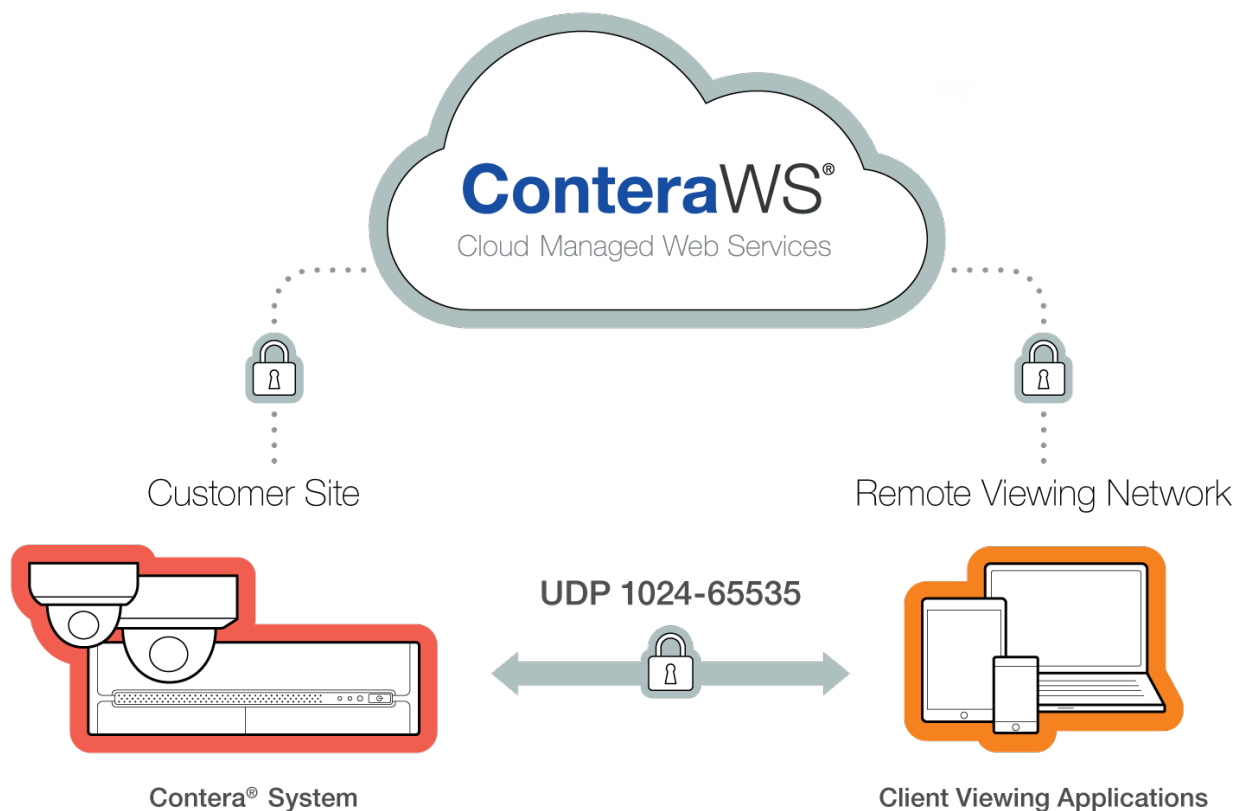 ConteraWS®
Cloud Managed Web Services
Customer Site
Remote Viewing Network
UDP 1024-65535
Contera® System
Client Viewing Applications